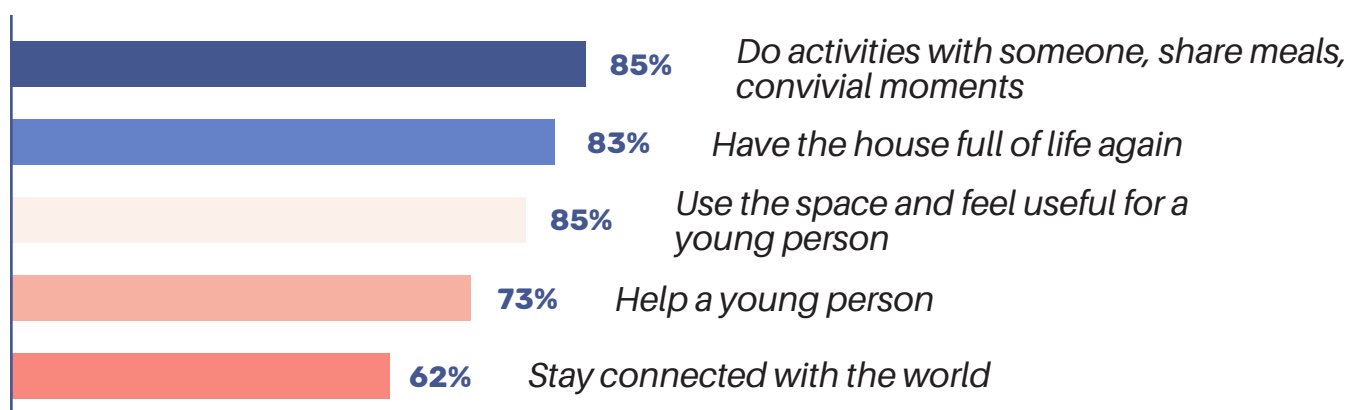 85%
Do activities with someone, share meals,
convivial moments
83%
Have the house full of life again
85%
Use the space and feel useful for a
young person
73%
Help a young person
62%
Stay connected with the world